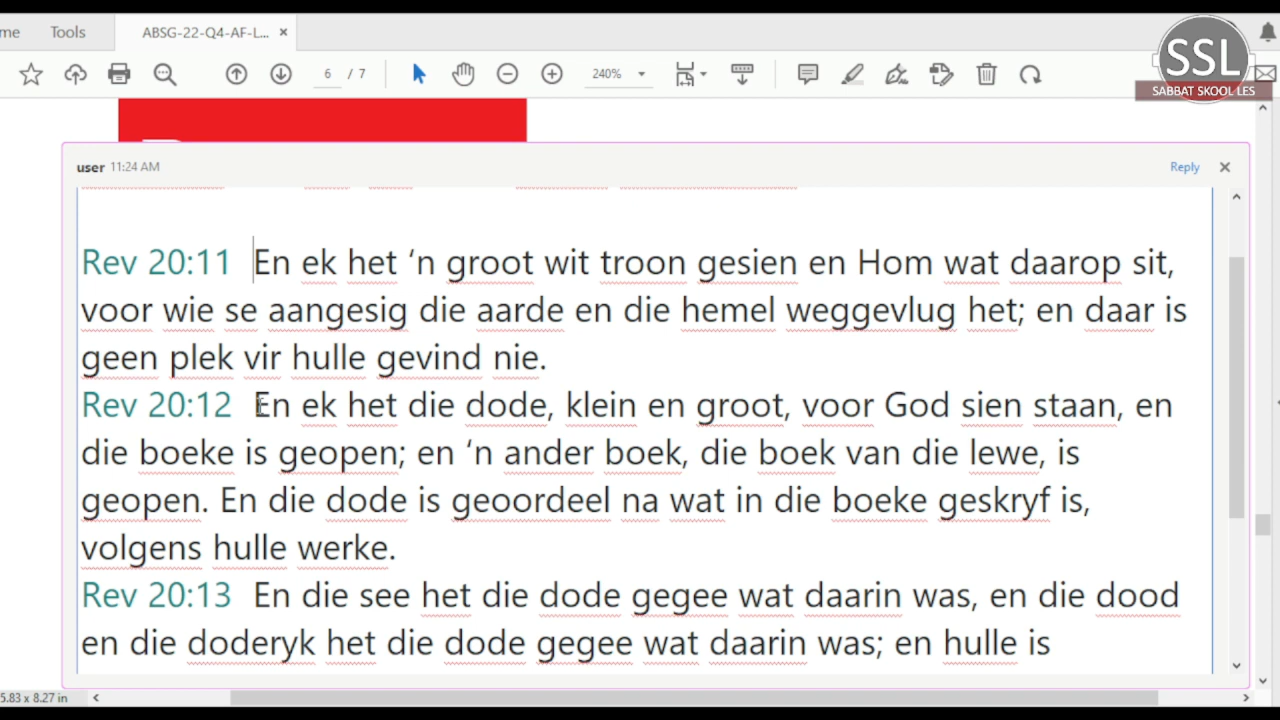 me Tools ABSG-22-Q4-AF-L... ×
6 / 7 240%
SSL
SABBAT SKOOL LES
user 11:24 AM Reply
Rev 20:11 En ek het ‘n groot wit troon gesien en Hom wat daarop sit,
voor wie se aangesig die aarde en die hemel weggevlug het; en daar is
geen plek vir hulle gevind nie.
Rev 20:12 En ek het die dode, klein en groot, voor God sien staan, en
die boeke is geopen; en ‘n ander boek, die boek van die lewe, is
geopen. En die dode is geoordeel na wat in die boeke geskryf is,
volgens hulle werke.
Rev 20:13 En die see het die dode gegee wat daarin was, en die dood
en die doderyk het die dode gegee wat daarin was; en hulle is
5.83 x 8.27 in